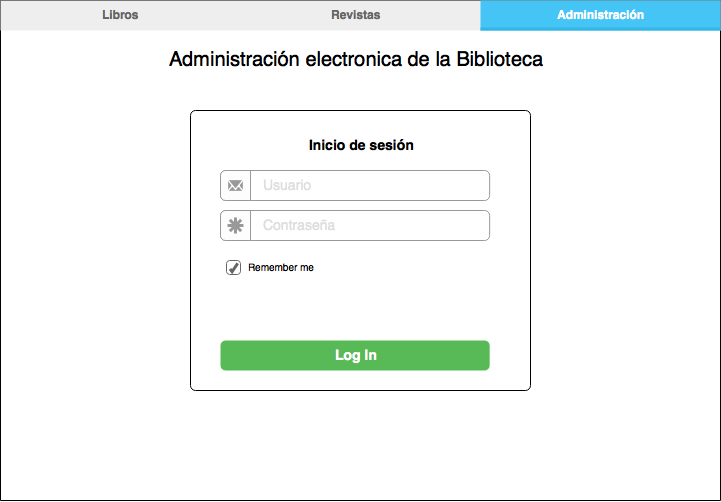 Libros
Revistas
Administración
Administración electronica de la Biblioteca
Inicio de sesión
Usuario
Contraseña
Remember me
Log In